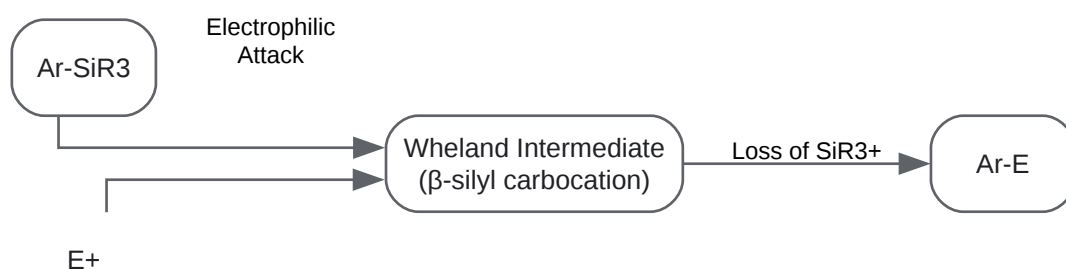 Electrophilic
Attack
Ar-SiR3
Wheland Intermediate
(β-silyl carbocation)
Loss of SiR3+
Ar-E
E+